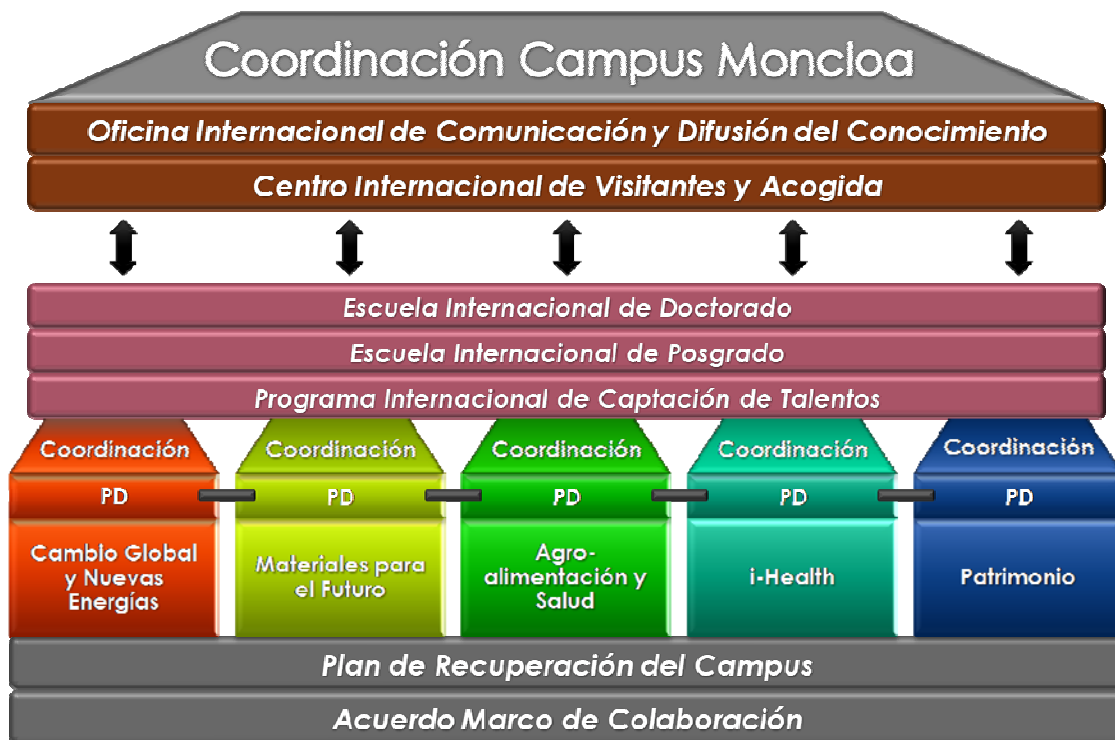 Coordinación Campus Moncloa
Oficina Internacional de Comunicación y Difusión del Conocimiento
Centro Internacional de Visitantes y Acogida
Escuela Internacional de Doctorado
Escuela Internacional de Posgrado
Programa Internacional de Captación de Talentos
Coordinación
PD
Cambio Global
y Nuevas
Energías
Coordinación
PD
Materiales para
el Futuro
Coordinación
PD
Agro-
alimentación y
Salud
Coordinación
PD
i-Health
Coordinación
PD
Patrimonio
Plan de Recuperación del Campus
Acuerdo Marco de Colaboración